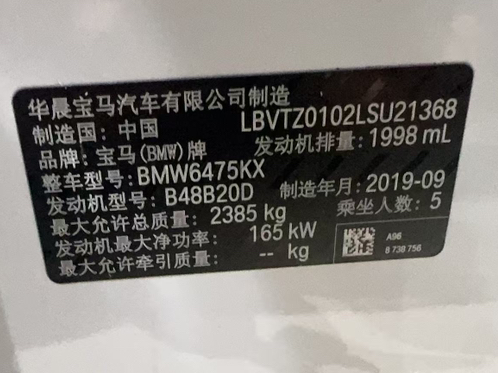 华晨宝马汽车有限公司制造
制造国：中国 LBVTZ0102LSU21368
品牌：宝马(BMW)牌 发动机排量：1998 mL
整车型号：BMW6475KX
发动机型号：B48B20D 制造年月：2019-09
最大允许总质量：2385 kg 乘坐人数：5
发动机最大净功率：165 kW
最大允许牵引质量：-- kg
A96
8 738 756